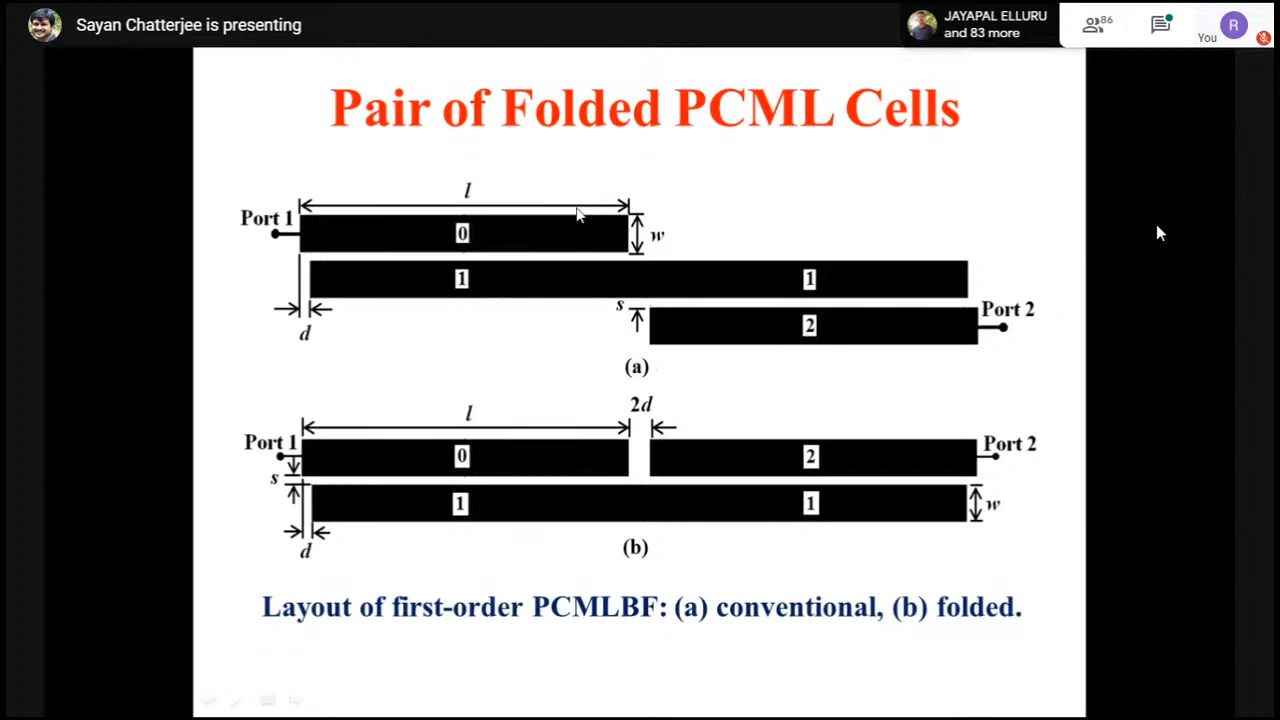 Sayan Chatterjee is presenting
JAYAPAL ELLURU
and 83 more
86
You
R
Pair of Folded PCML Cells
l
Port 1
0
w
1
1
s
d
2
Port 2
(a)
2d
l
Port 1
0
2
Port 2
s
1
1
w
d
(b)
Layout of first-order PCMLBF: (a) conventional, (b) folded.